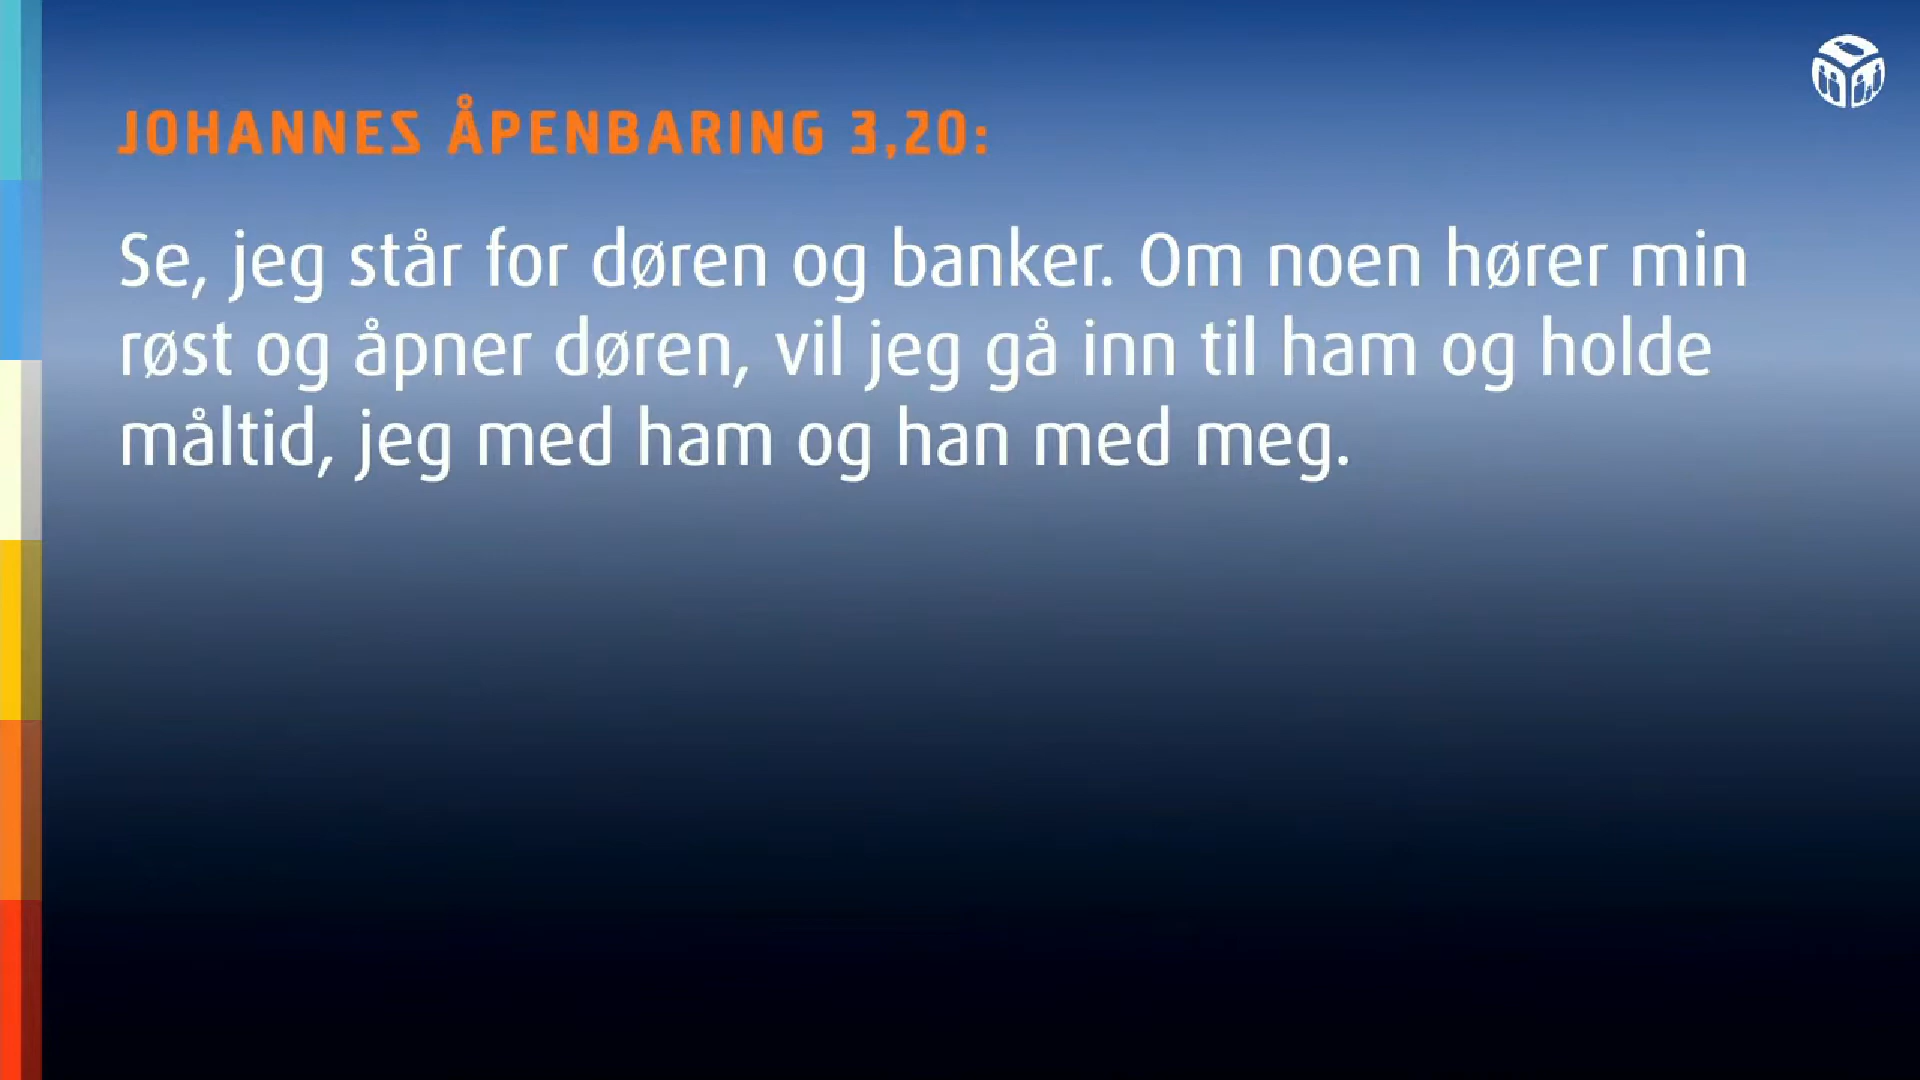 JOHANNES ÅPENBARING 3,20:
Se, jeg står for døren og banker. Om noen hører min
røst og åpner døren, vil jeg gå inn til ham og holde
måltid, jeg med ham og han med meg.